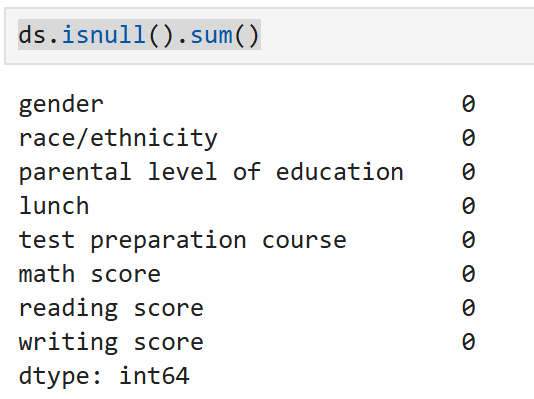 ds.isnull().sum()
gender 0
race/ethnicity 0
parental level of education 0
lunch 0
test preparation course 0
math score 0
reading score 0
writing score 0
dtype: int64